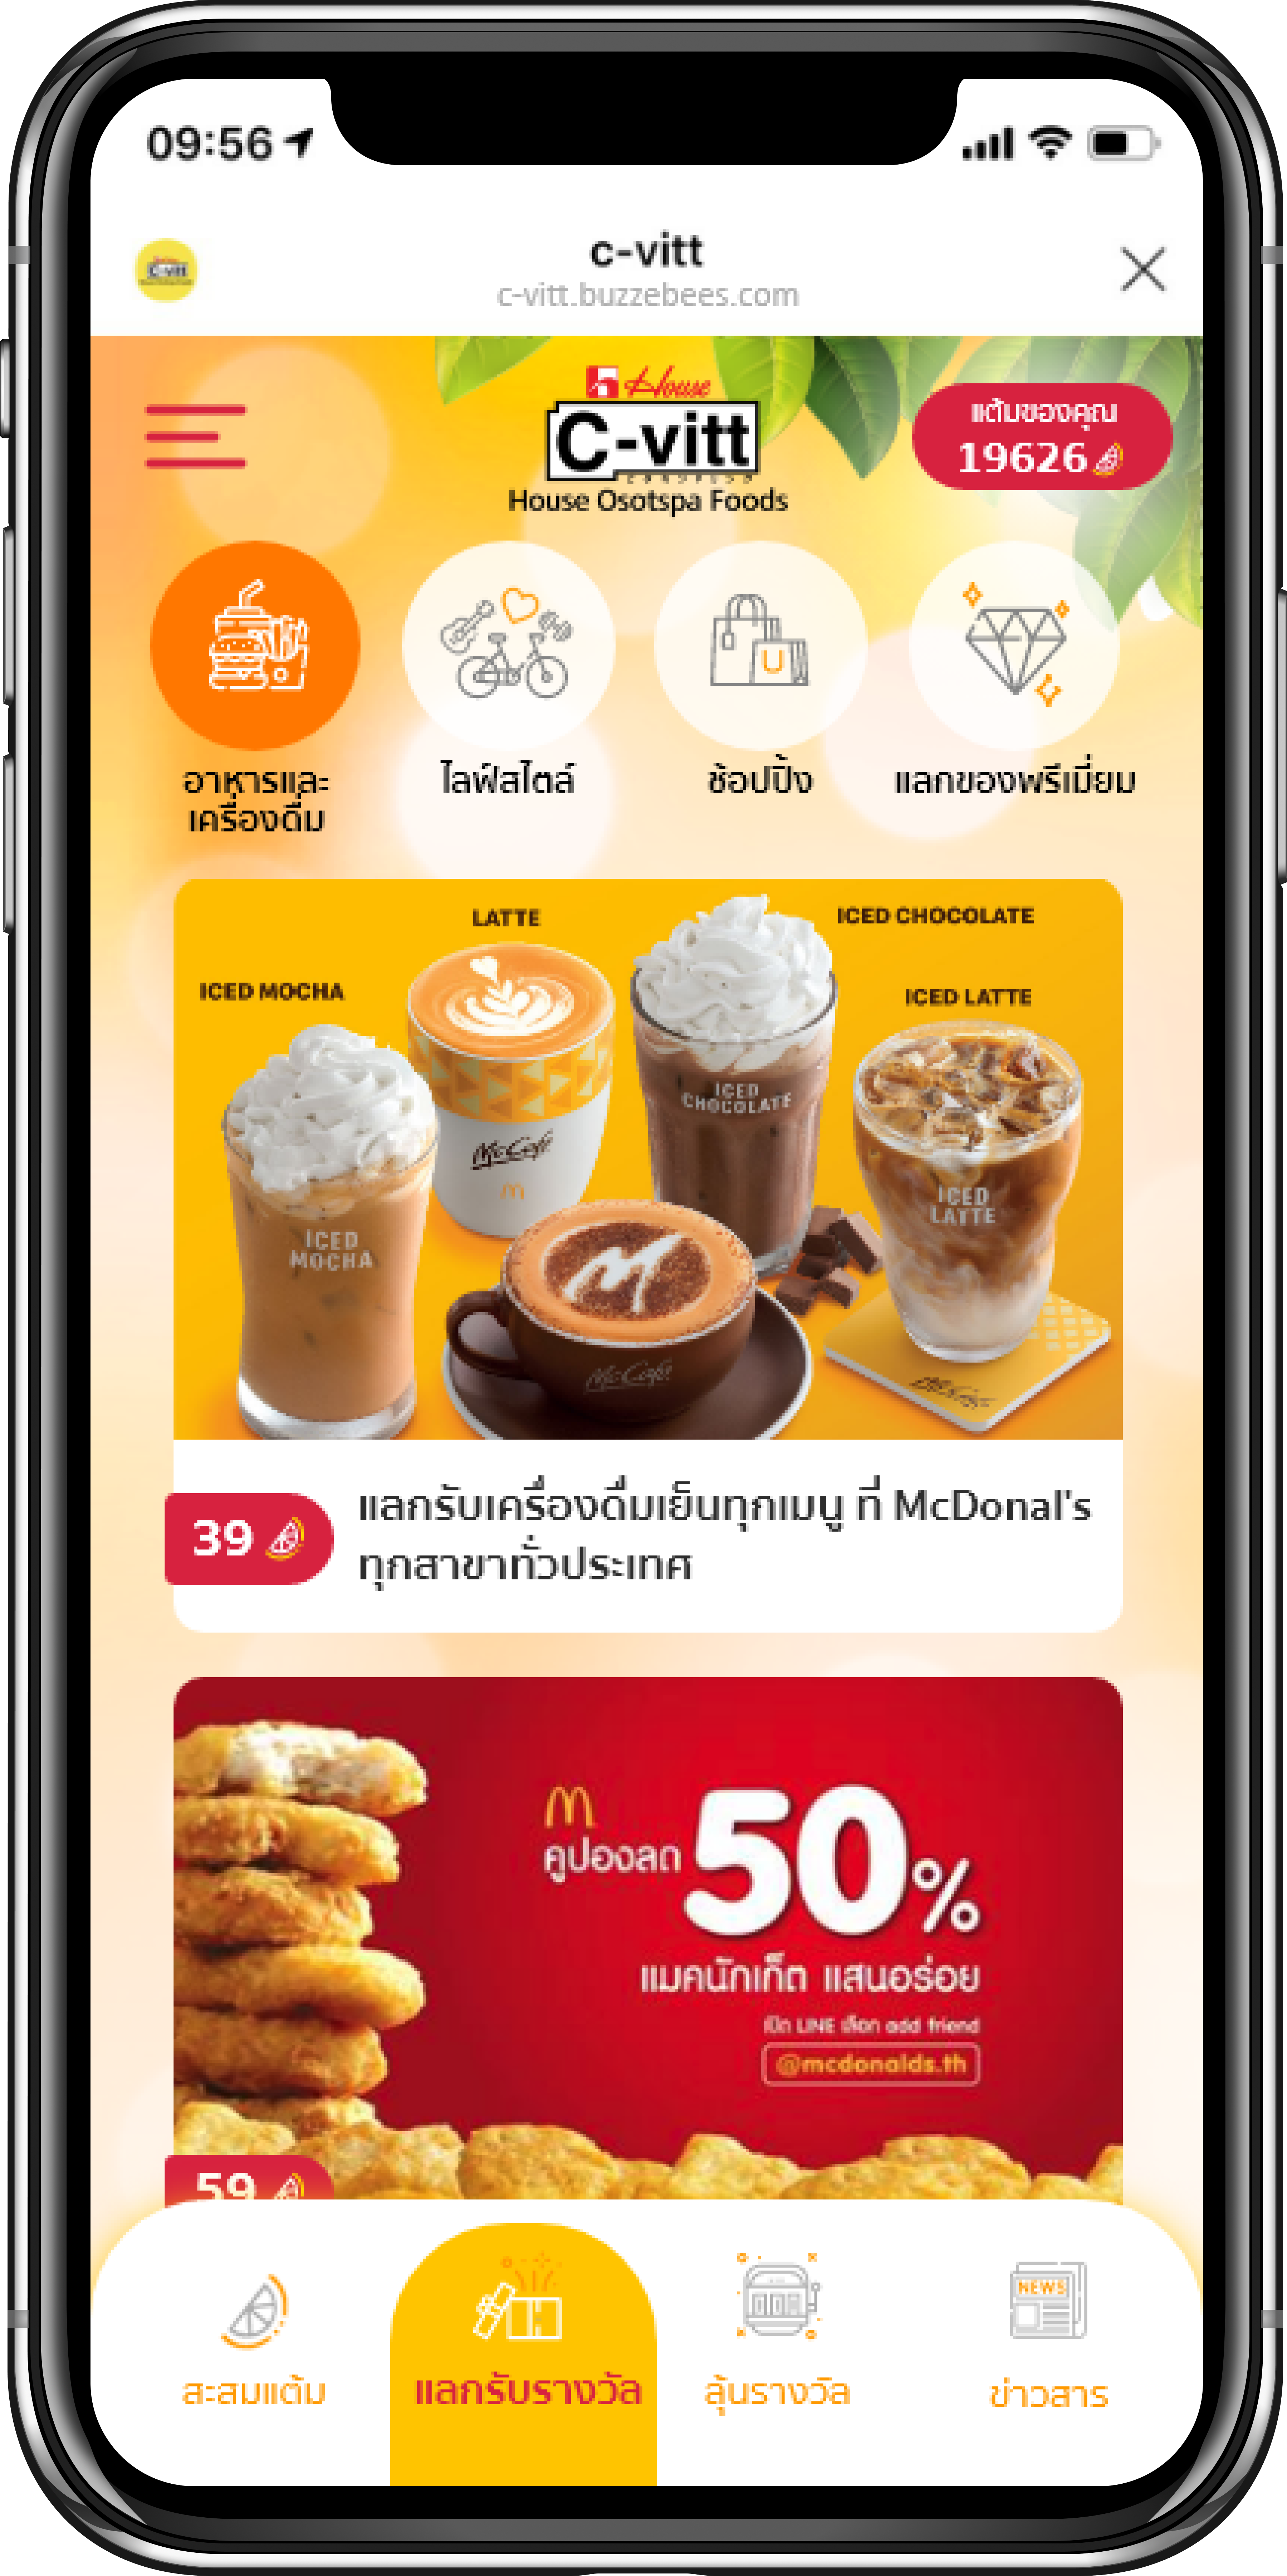 09:56
c-vitt
c-vitt.buzzebees.com
House
C-vitt
House Osotspa Foods
แต้มของคุณ
19626
อาหารและ
เครื่องดื่ม
ไลฟ์สไตล์
ช้อปปิ้ง
แลกของพรีเมี่ยม
LATTE
ICED CHOCOLATE
ICED MOCHA
ICED LATTE
ICED
CHOCOLATE
McCafé
ICED
LATTE
ICED
MOCHA
McCafé
McCafé
39
แลกรับเครื่องดื่มเย็นทุกเมนู ที่ McDonal's
ทุกสาขาทั่วประเทศ
คูปองลด 50%
แมคนักเก็ต แสนอร่อย
เปิด LINE เลือก add friend
@mcdonalds.th
59
NEWS
สะสมแต้ม
แลกรับรางวัล
ลุ้นรางวัล
ข่าวสาร